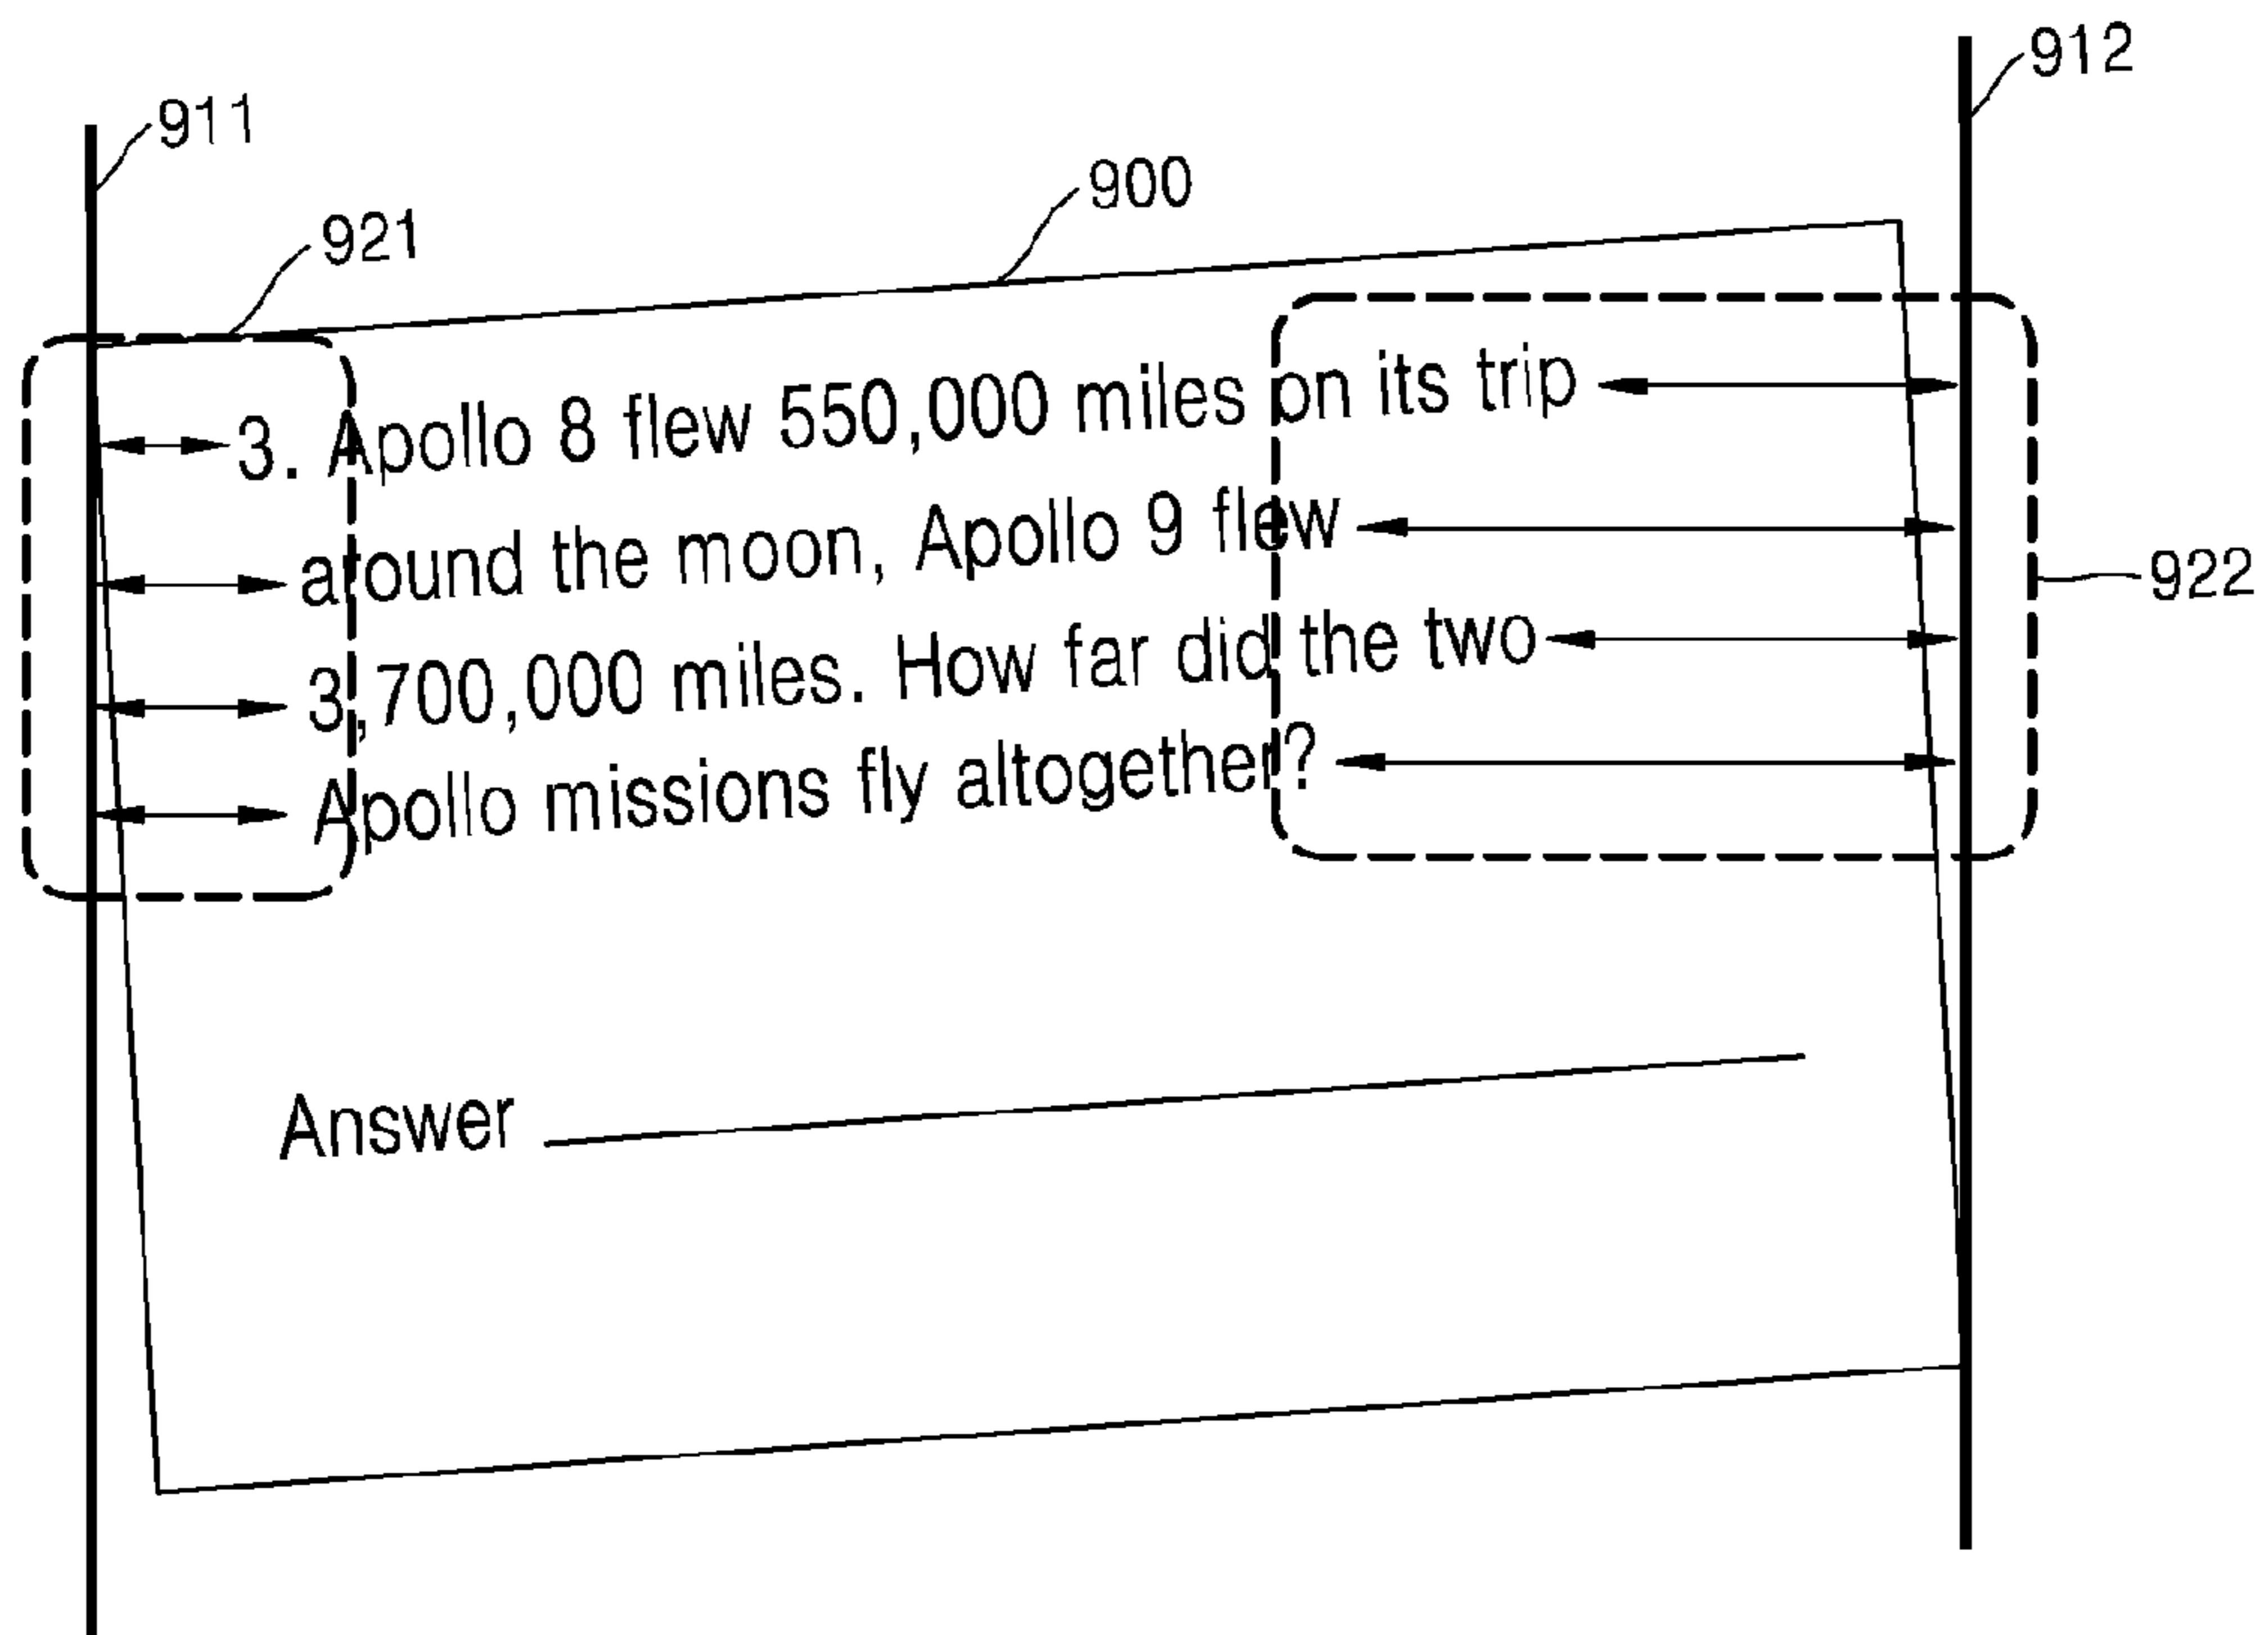 912
911
900
921
3. Apollo 8 flew 550,000 miles on its trip
around the moon, Apollo 9 flew
922
3,700,000 miles. How far did the two
Apollo missions fly altogether?
Answer